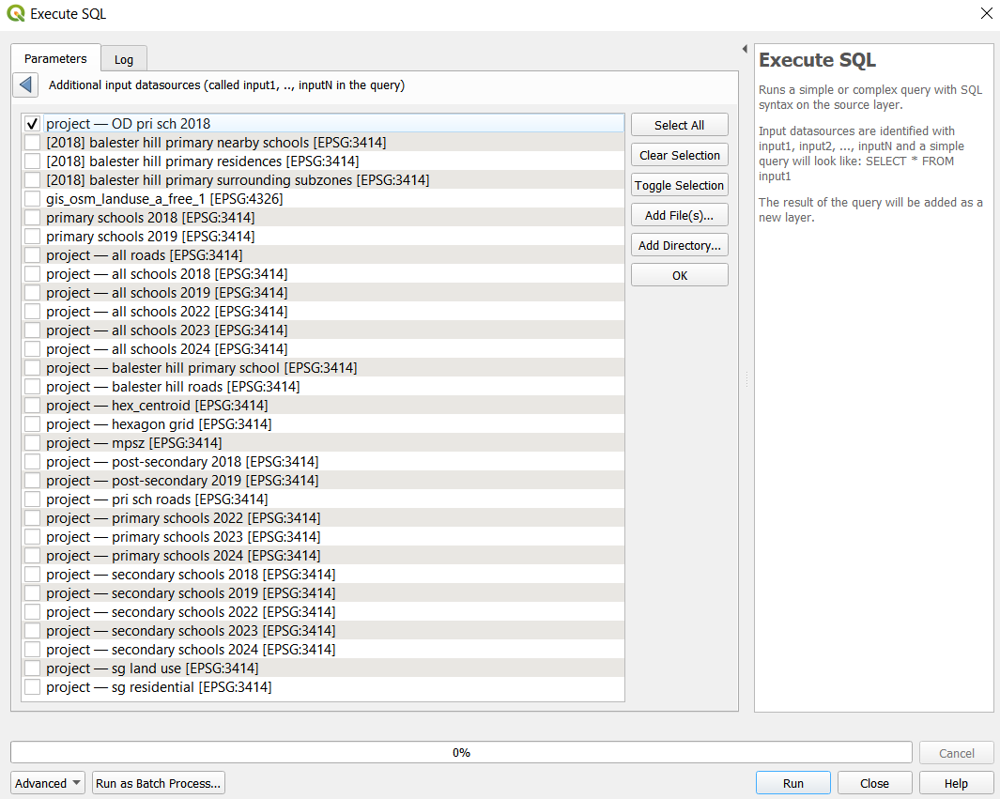 Execute SQL
Parameters
Log
Additional input datasources (called input1, .., inputN in the query)
project — OD pri sch 2018
[2018] balester hill primary nearby schools [EPSG:3414]
[2018] balester hill primary residences [EPSG:3414]
[2018] balester hill primary surrounding subzones [EPSG:3414]
gis_osm_landuse_a_free_1 [EPSG:4326]
primary schools 2018 [EPSG:3414]
primary schools 2019 [EPSG:3414]
project — all roads [EPSG:3414]
project — all schools 2018 [EPSG:3414]
project — all schools 2019 [EPSG:3414]
project — all schools 2022 [EPSG:3414]
project — all schools 2023 [EPSG:3414]
project — all schools 2024 [EPSG:3414]
project — balester hill primary school [EPSG:3414]
project — balester hill roads [EPSG:3414]
project — hex_centroid [EPSG:3414]
project — hexagon grid [EPSG:3414]
project — mpsz [EPSG:3414]
project — post-secondary 2018 [EPSG:3414]
project — post-secondary 2019 [EPSG:3414]
project — pri sch roads [EPSG:3414]
project — primary schools 2022 [EPSG:3414]
project — primary schools 2023 [EPSG:3414]
project — primary schools 2024 [EPSG:3414]
project — secondary schools 2018 [EPSG:3414]
project — secondary schools 2019 [EPSG:3414]
project — secondary schools 2022 [EPSG:3414]
project — secondary schools 2023 [EPSG:3414]
project — secondary schools 2024 [EPSG:3414]
project — sg land use [EPSG:3414]
project — sg residential [EPSG:3414]
Select All
Clear Selection
Toggle Selection
Add File(s)...
Add Directory...
OK
Execute SQL
Runs a simple or complex query with SQL
syntax on the source layer.
Input datasources are identified with
input1, input2, ..., inputN and a simple
query will look like: SELECT * FROM
input1
The result of the query will be added as a
new layer.
0%
Cancel
Advanced
Run as Batch Process...
Run
Close
Help